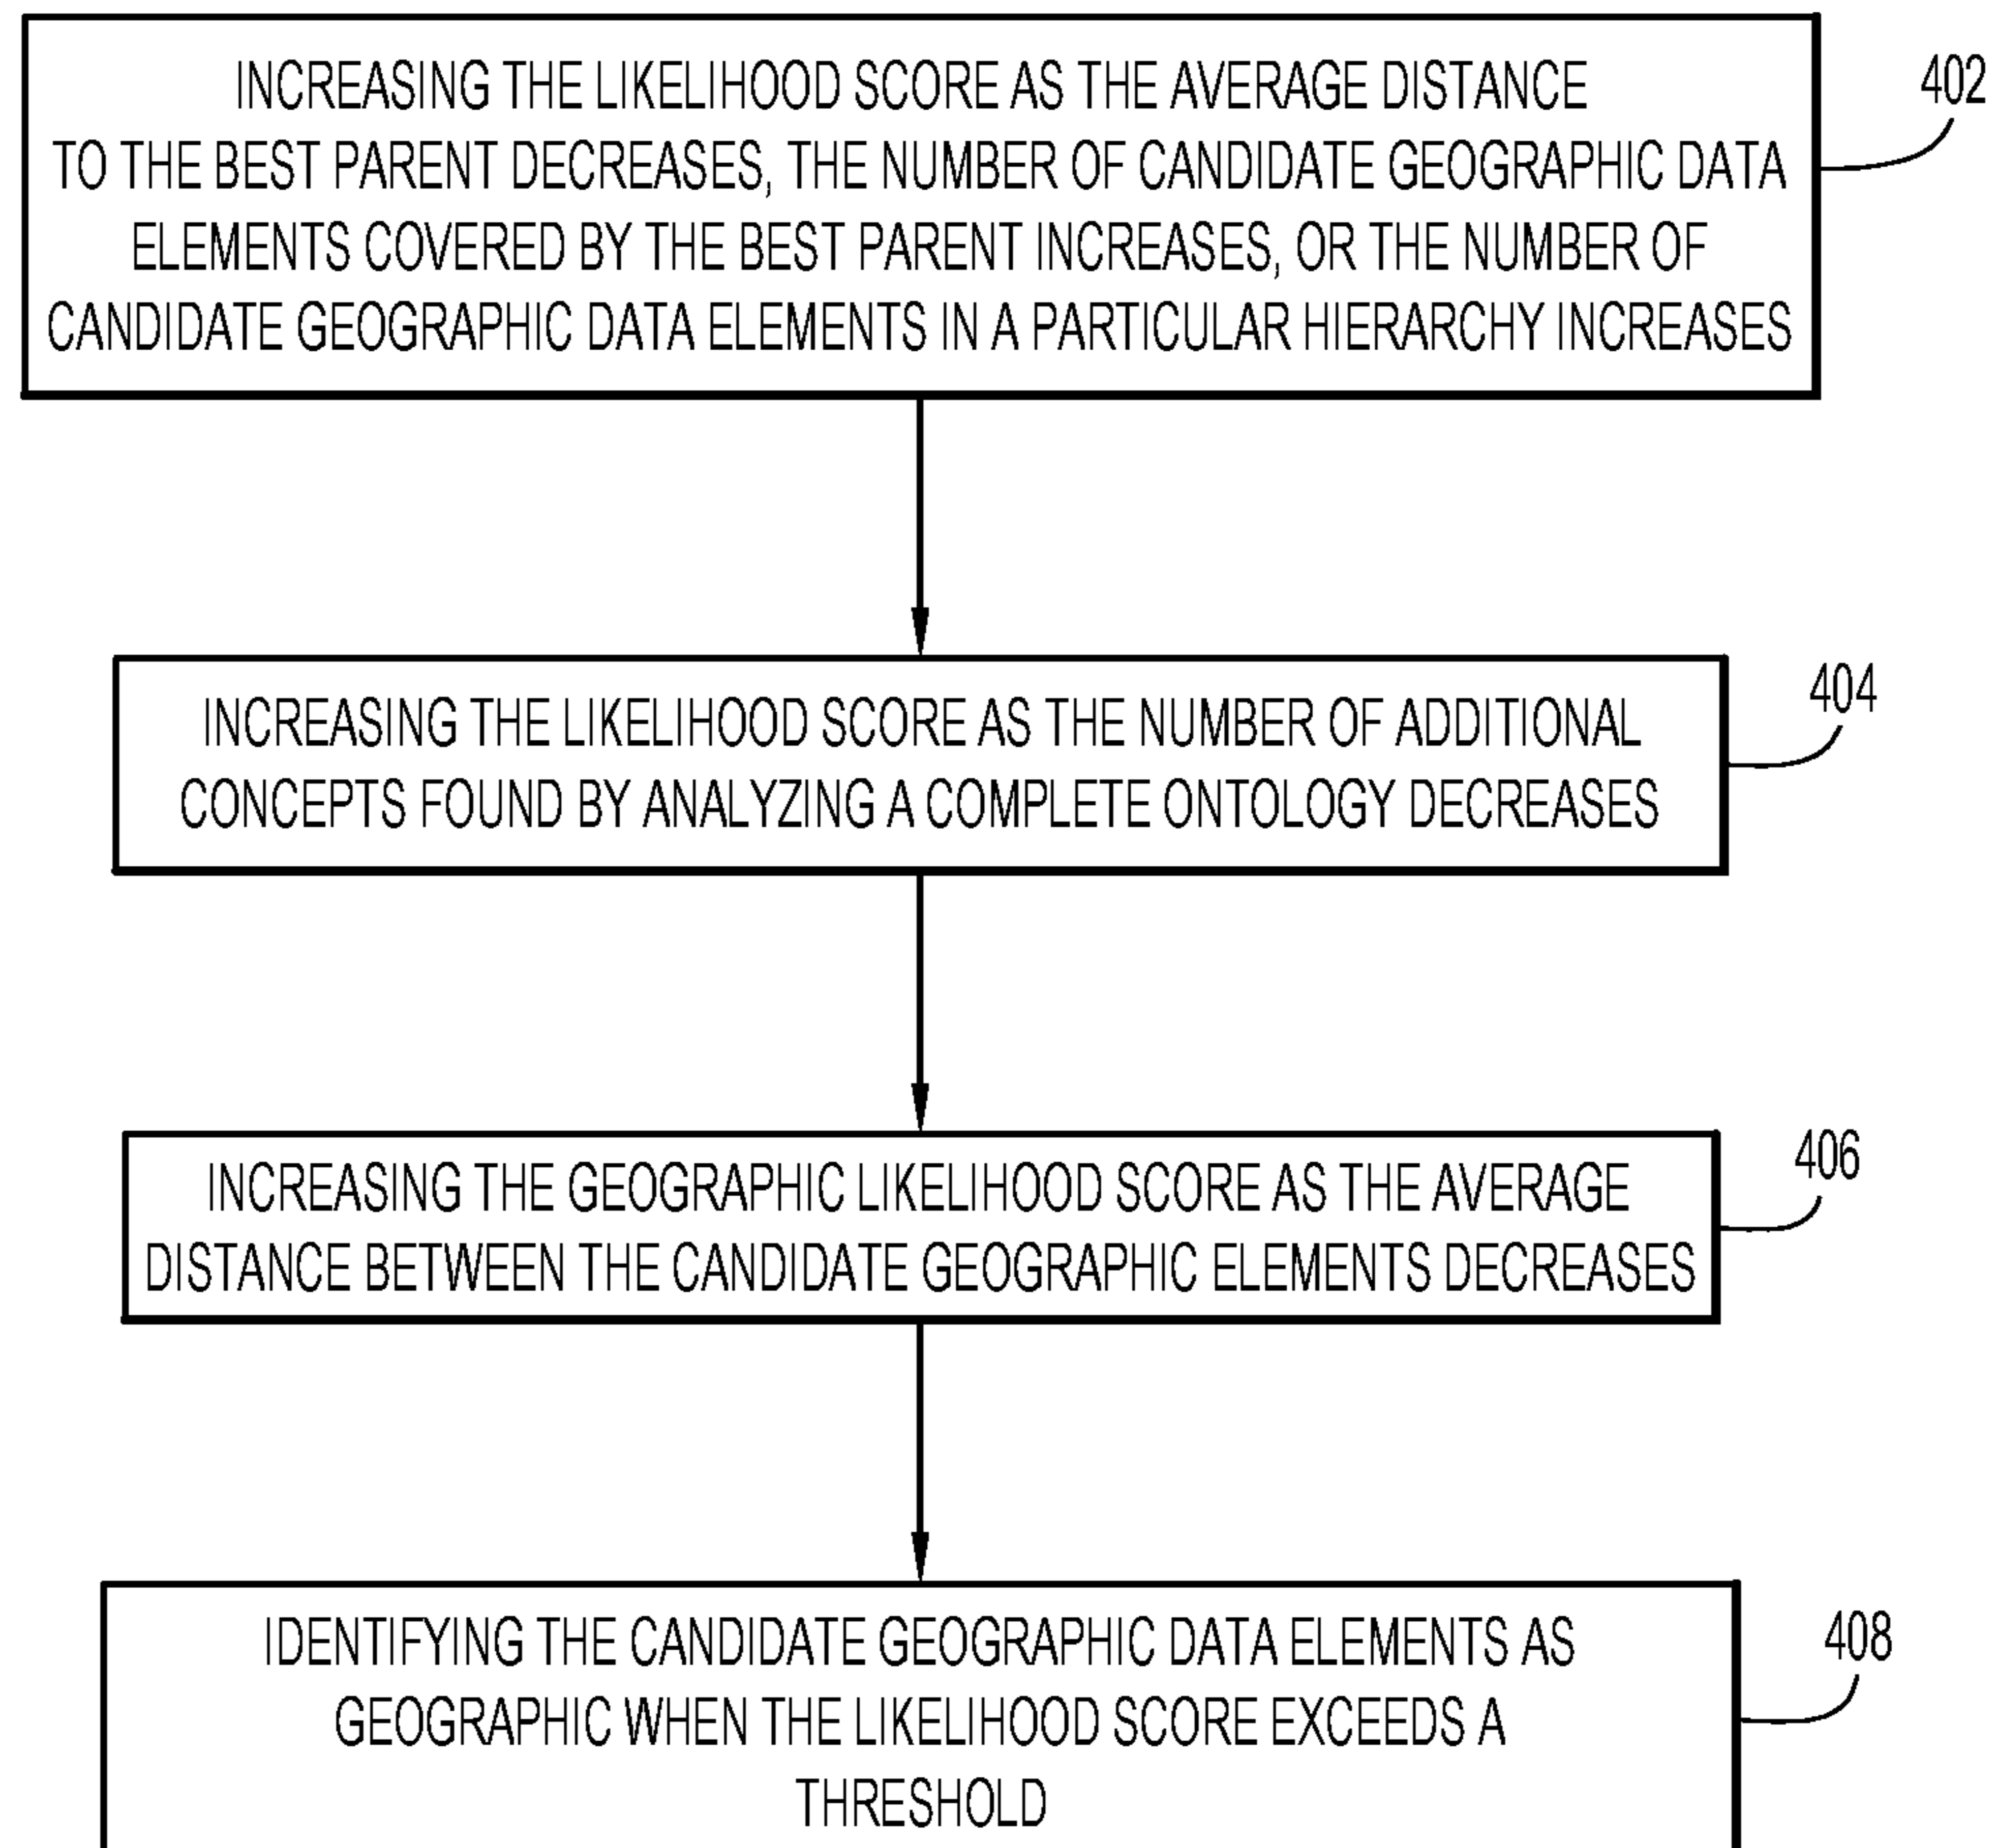 INCREASING THE LIKELIHOOD SCORE AS THE AVERAGE DISTANCE
TO THE BEST PARENT DECREASES, THE NUMBER OF CANDIDATE GEOGRAPHIC DATA
ELEMENTS COVERED BY THE BEST PARENT INCREASES, OR THE NUMBER OF
CANDIDATE GEOGRAPHIC DATA ELEMENTS IN A PARTICULAR HIERARCHY INCREASES
402
INCREASING THE LIKELIHOOD SCORE AS THE NUMBER OF ADDITIONAL
CONCEPTS FOUND BY ANALYZING A COMPLETE ONTOLOGY DECREASES
404
INCREASING THE GEOGRAPHIC LIKELIHOOD SCORE AS THE AVERAGE
DISTANCE BETWEEN THE CANDIDATE GEOGRAPHIC ELEMENTS DECREASES
406
IDENTIFYING THE CANDIDATE GEOGRAPHIC DATA ELEMENTS AS
GEOGRAPHIC WHEN THE LIKELIHOOD SCORE EXCEEDS A
THRESHOLD
408